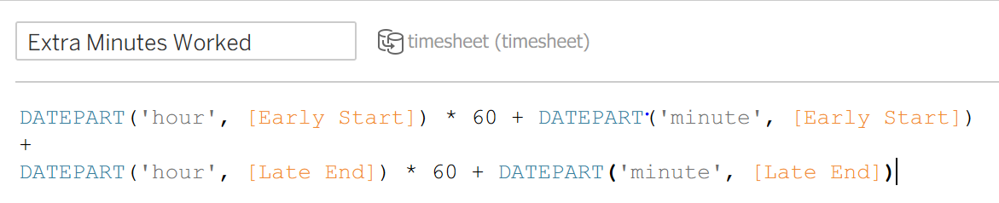 Extra Minutes Worked
timesheet (timesheet)
DATEPART('hour', [Early Start]) * 60 + DATEPART('minute', [Early Start])
+
DATEPART('hour', [Late End]) * 60 + DATEPART('minute', [Late End])